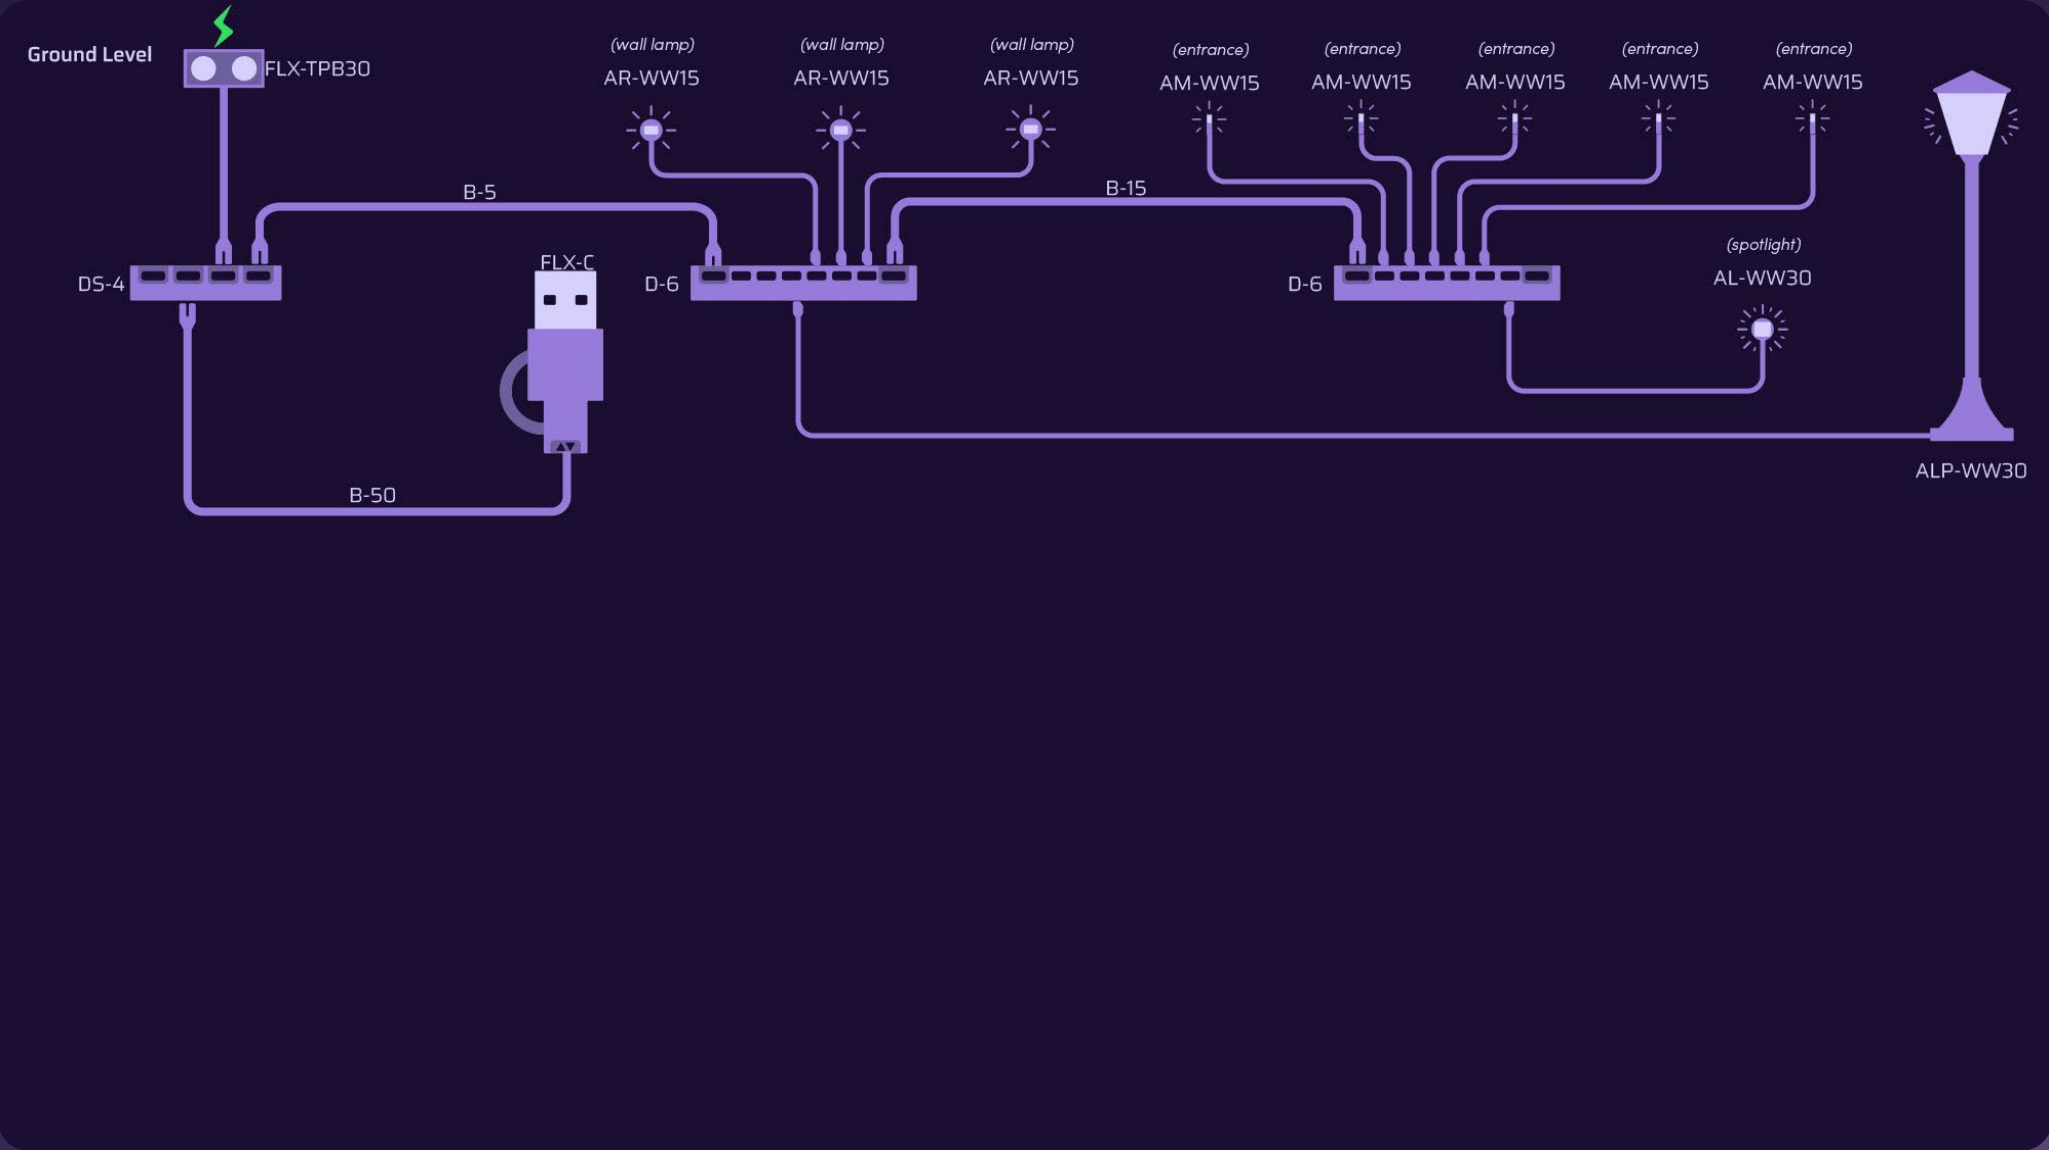 Ground Level
FLX-TPB30
(wall lamp)
AR-WW15
(wall lamp)
AR-WW15
(wall lamp)
AR-WW15
(entrance)
AM-WW15
(entrance)
AM-WW15
(entrance)
AM-WW15
(entrance)
AM-WW15
(entrance)
AM-WW15
B-5
B-15
(spotlight)
AL-WW30
DS-4
FLX-C
D-6
D-6
ALP-WW30
B-50